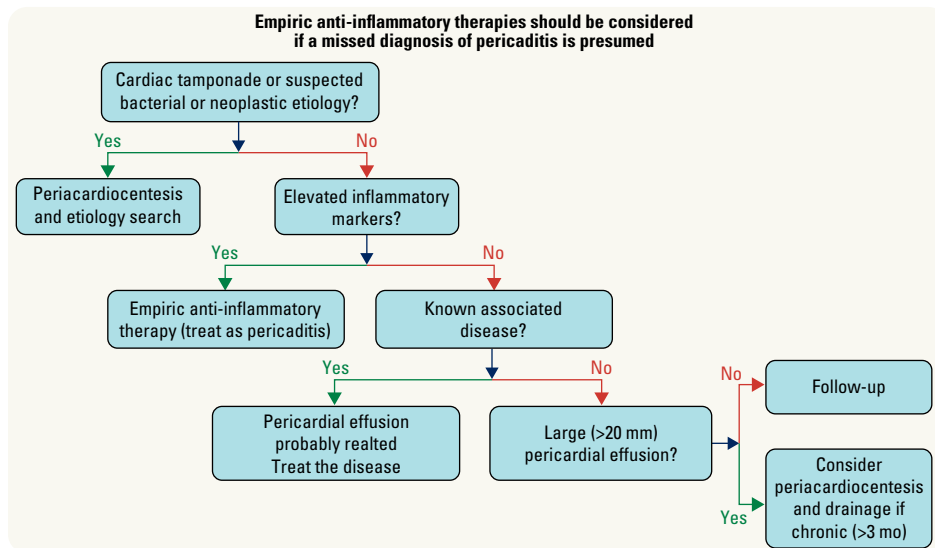 Empiric anti-inflammatory therapies should be considered
if a missed diagnosis of pericaditis is presumed
Cardiac tamponade or suspected
bacterial or neoplastic etiology?
Yes
No
Periacardiocentesis
and etiology search
Elevated inflammatory
markers?
Yes
No
Empiric anti-inflammatory
therapy (treat as pericaditis)
Known associated
disease?
Yes
No
Pericardial effusion
probably realted
Treat the disease
Large (>20 mm)
pericardial effusion?
No
Follow-up
Yes
Consider
periacardiocentesis
and drainage if
chronic (>3 mo)